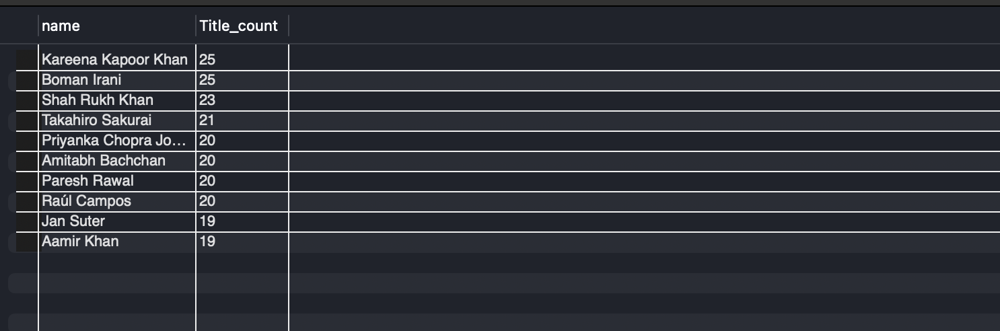 name Title_count
Kareena Kapoor Khan 25
Boman Irani 25
Shah Rukh Khan 23
Takahiro Sakurai 21
Priyanka Chopra Jo... 20
Amitabh Bachchan 20
Paresh Rawal 20
Raúl Campos 20
Jan Suter 19
Aamir Khan 19